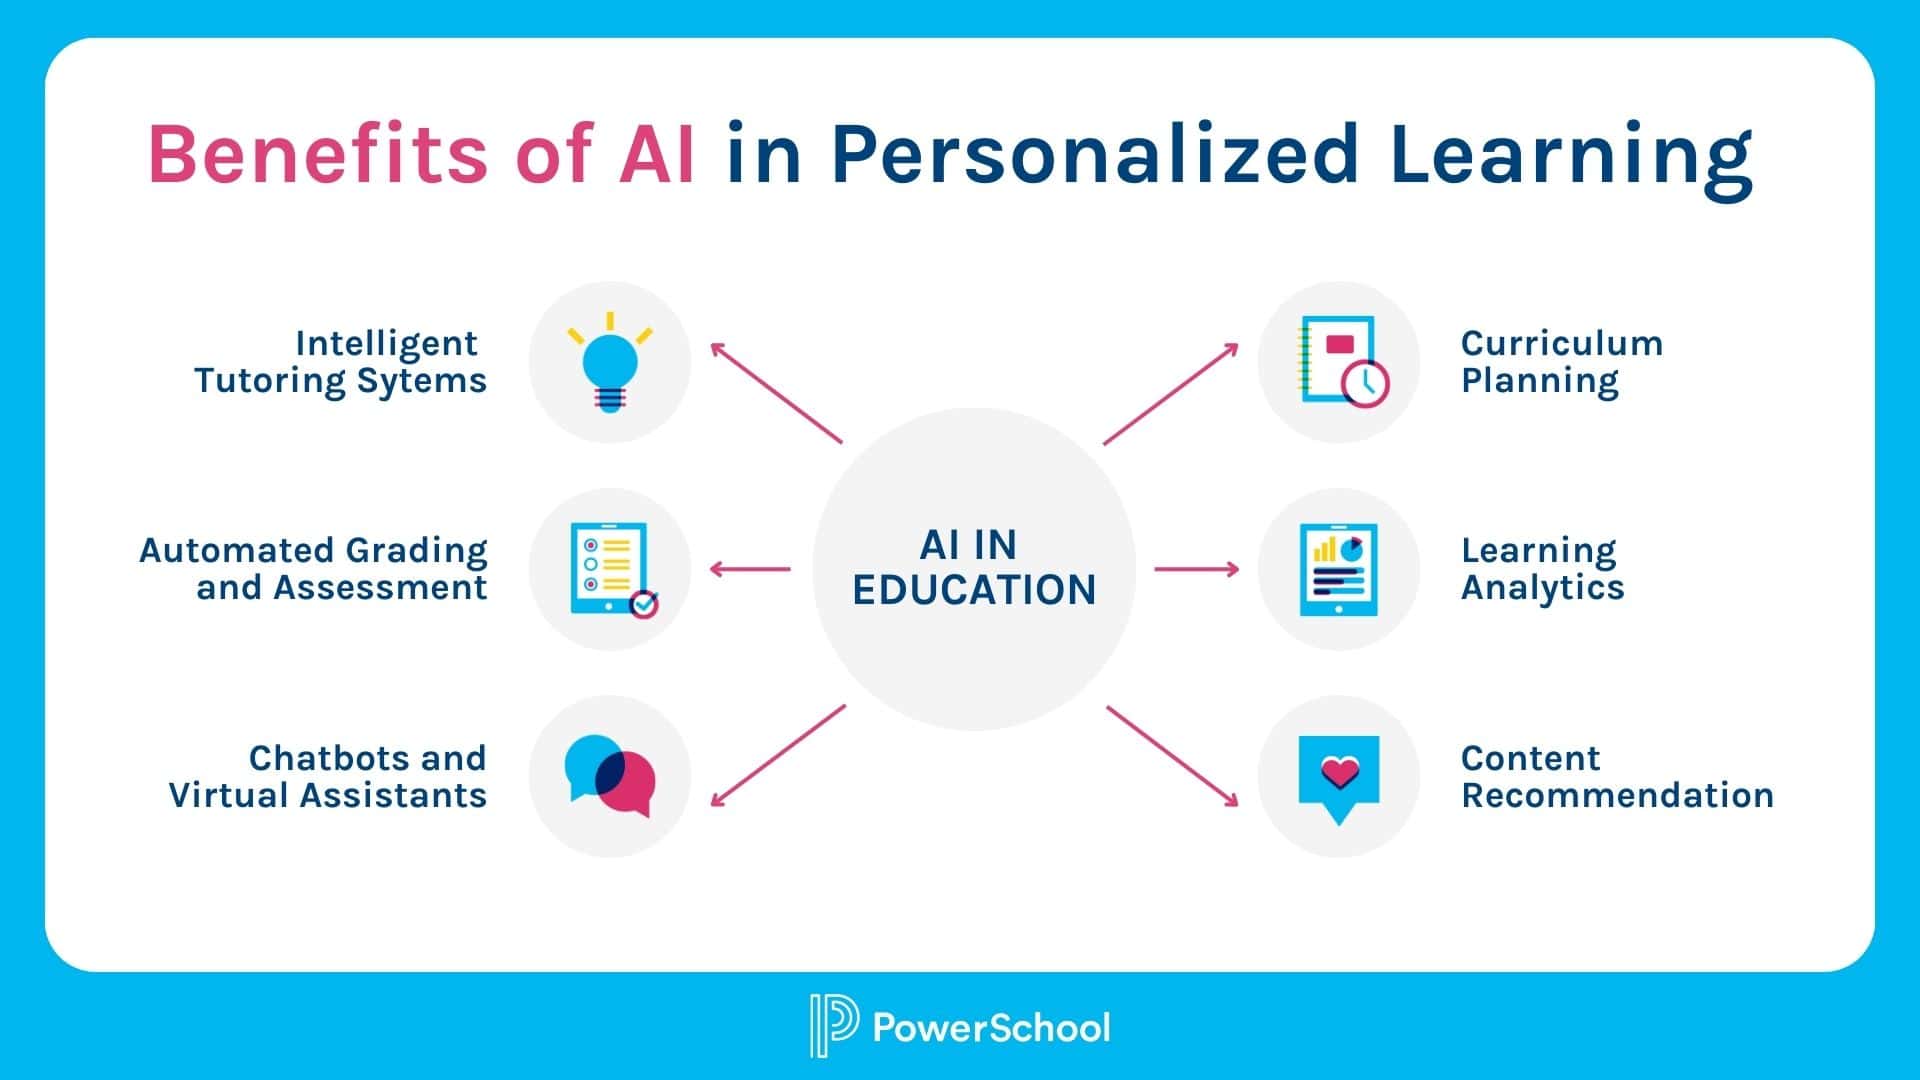 Benefits of AI in Personalized Learning
Intelligent
Tutoring Sytems
Automated Grading
and Assessment
Chatbots and
Virtual Assistants
AI IN
EDUCATION
Curriculum
Planning
Learning
Analytics
Content
Recommendation
PowerSchool